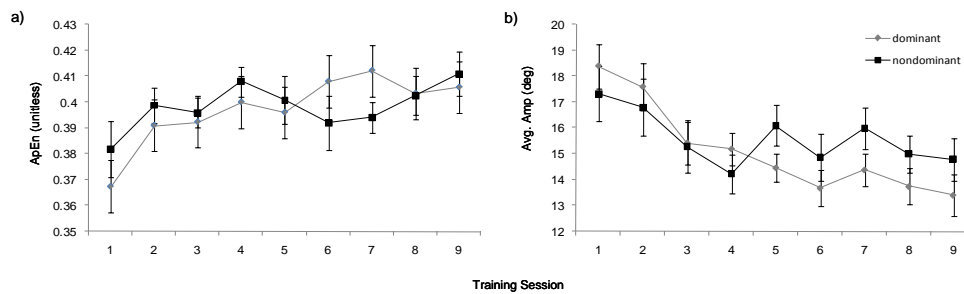 a)
ApEn (unitless)
0.43
0.42
0.41
0.4
0.39
0.38
0.37
0.36
0.35
1 2 3 4 5 6 7 8 9
b)
Avg. Amp (deg)
20
19
18
17
16
15
14
13
12
1 2 3 4 5 6 7 8 9
dominant
nondominant
Training Session